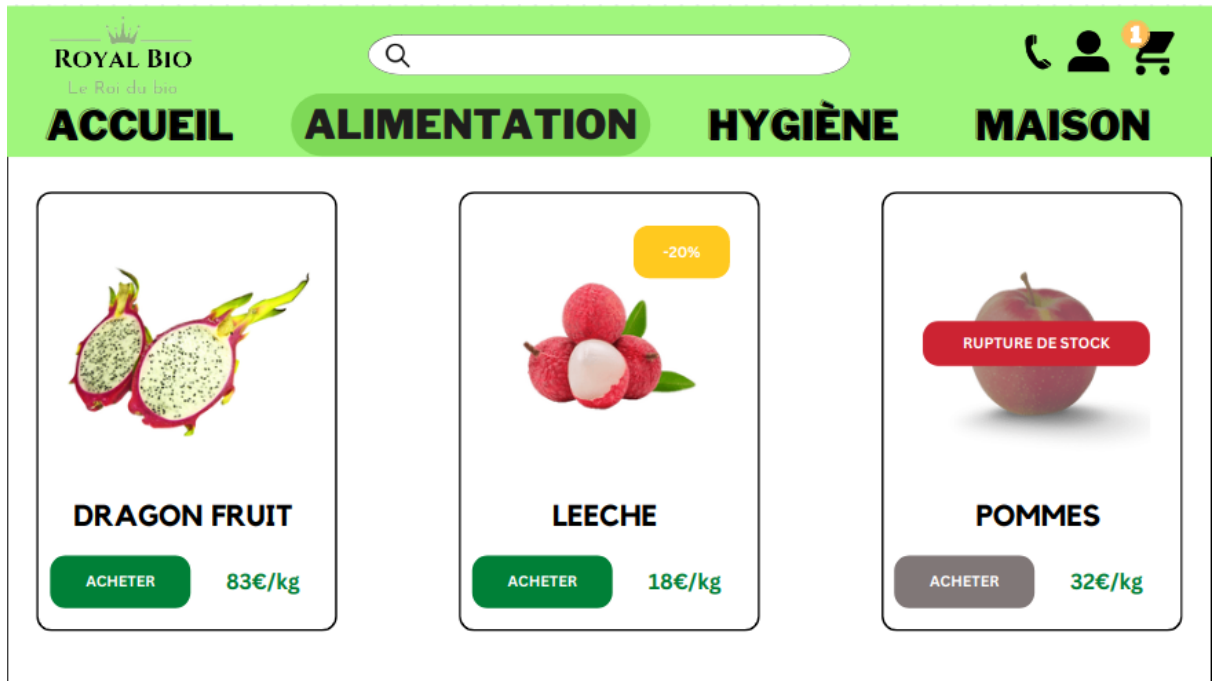 ROYAL BIO
Le Roi du bio
1
ACCUEIL ALIMENTATION HYGIÈNE MAISON
-20%
RUPTURE DE STOCK
DRAGON FRUIT LEECHE POMMES
ACHETER 83€/kg ACHETER 18€/kg ACHETER 32€/kg